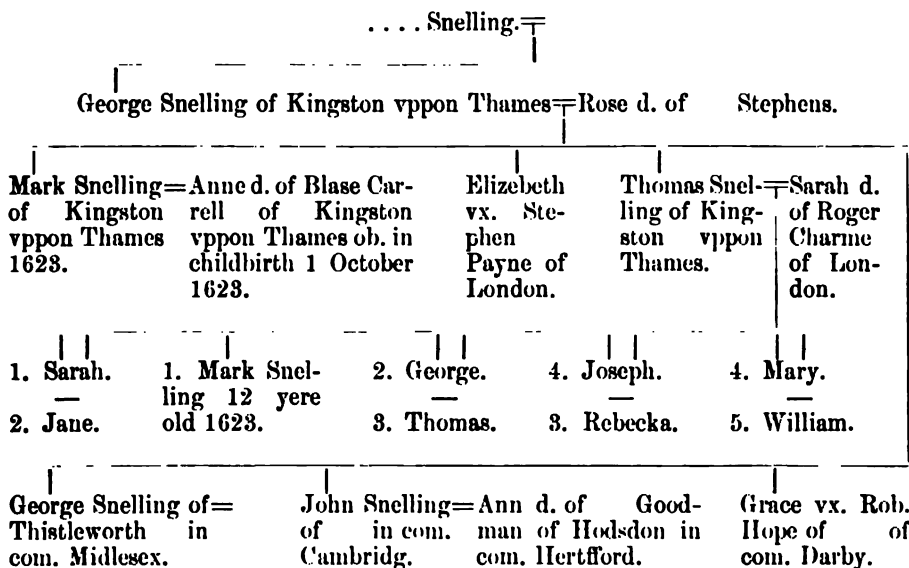 . . . . Snelling.
George Snelling of Kingston vppon Thames=Rose d. of Stephens.
Mark Snelling=
of Kingston
vppon Thames
1623.
Anne d. of Blase Car-
rell of Kingston
vppon Thames ob. in
childbirth 1 October
1623.
Elizebeth
vx. Ste-
phen
Payne of
London.
Thomas Snel-
ling of King-
ston vppon
Thames.
=Sarah d.
of Roger
Charme
of Lon-
don.
1. Sarah.
2. Jane.
1. Mark Snel-
ling 12 yere
old 1623.
2. George.
3. Thomas.
4. Joseph.
3. Rebecka.
4. Mary.
5. William.
George Snelling of=
Thistleworth in
com. Midlesex.
John Snelling=
of in com.
Cambridg.
Ann d. of Good-
man of Hodsdon in
com. Hertfford.
Grace vx. Rob.
Hope of of
com. Darby.